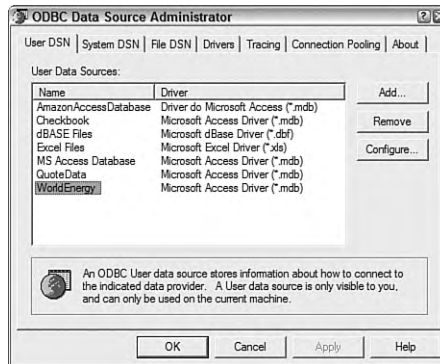 ODBC Data Source Administrator
User DSN System DSN File DSN Drivers Tracing Connection Pooling About
User Data Sources:
Name Driver
AmazonAccessDatabase Driver do Microsoft Access (*.mdb)
Checkbook Microsoft Access Driver (*.mdb)
dBASE Files Microsoft dBase Driver (*.dbf)
Excel Files Microsoft Excel Driver (*.xls)
MS Access Database Microsoft Access Driver (*.mdb)
QuoteData Microsoft Access Driver (*.mdb)
WorldEnergy Microsoft Access Driver (*.mdb)
Add...
Remove
Configure...
An ODBC User data source stores information about how to connect to
the indicated data provider. A User data source is only visible to you,
and can only be used on the current machine.
OK Cancel Apply Help